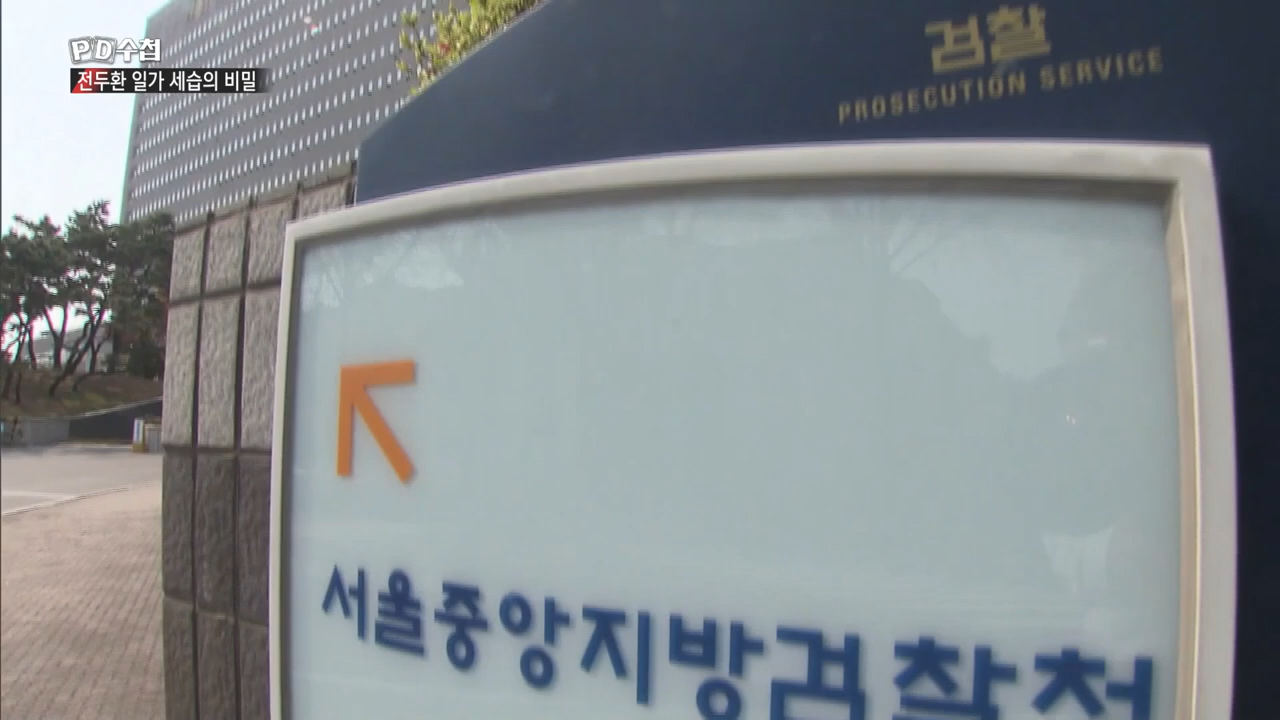 PD수첩
전두환 일가 세습의 비밀
검찰
PROSECUTION SERVICE
서울중앙지방검찰청